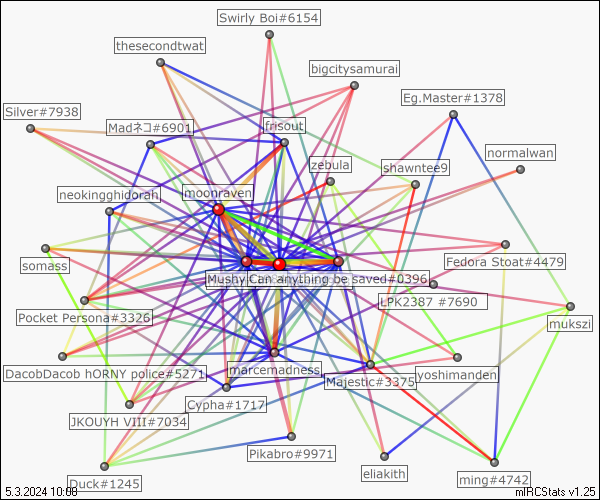 Swirly Boi#6154
thesecondtwat
bigcitysamurai
Eg.Master#1378
Silver#7938
Madネコ#6901
frisout
normalwan
zebula
shawntee9
neokingghidorah
moonraven
somass
Fedora Stoat#4479
Mushy
Can anything be saved#0396
LPK2387 #7690
Pocket Persona#3326
mukszi
DacobDacob hORNY police#5271
marcemadness
Majestic#3375
yoshimanden
Cypha#1717
JKOUYH VIII#7034
Pikabro#9971
eliakith
ming#4742
Duck#1245
5.3.2024 10:08
mIRCStats v1.25